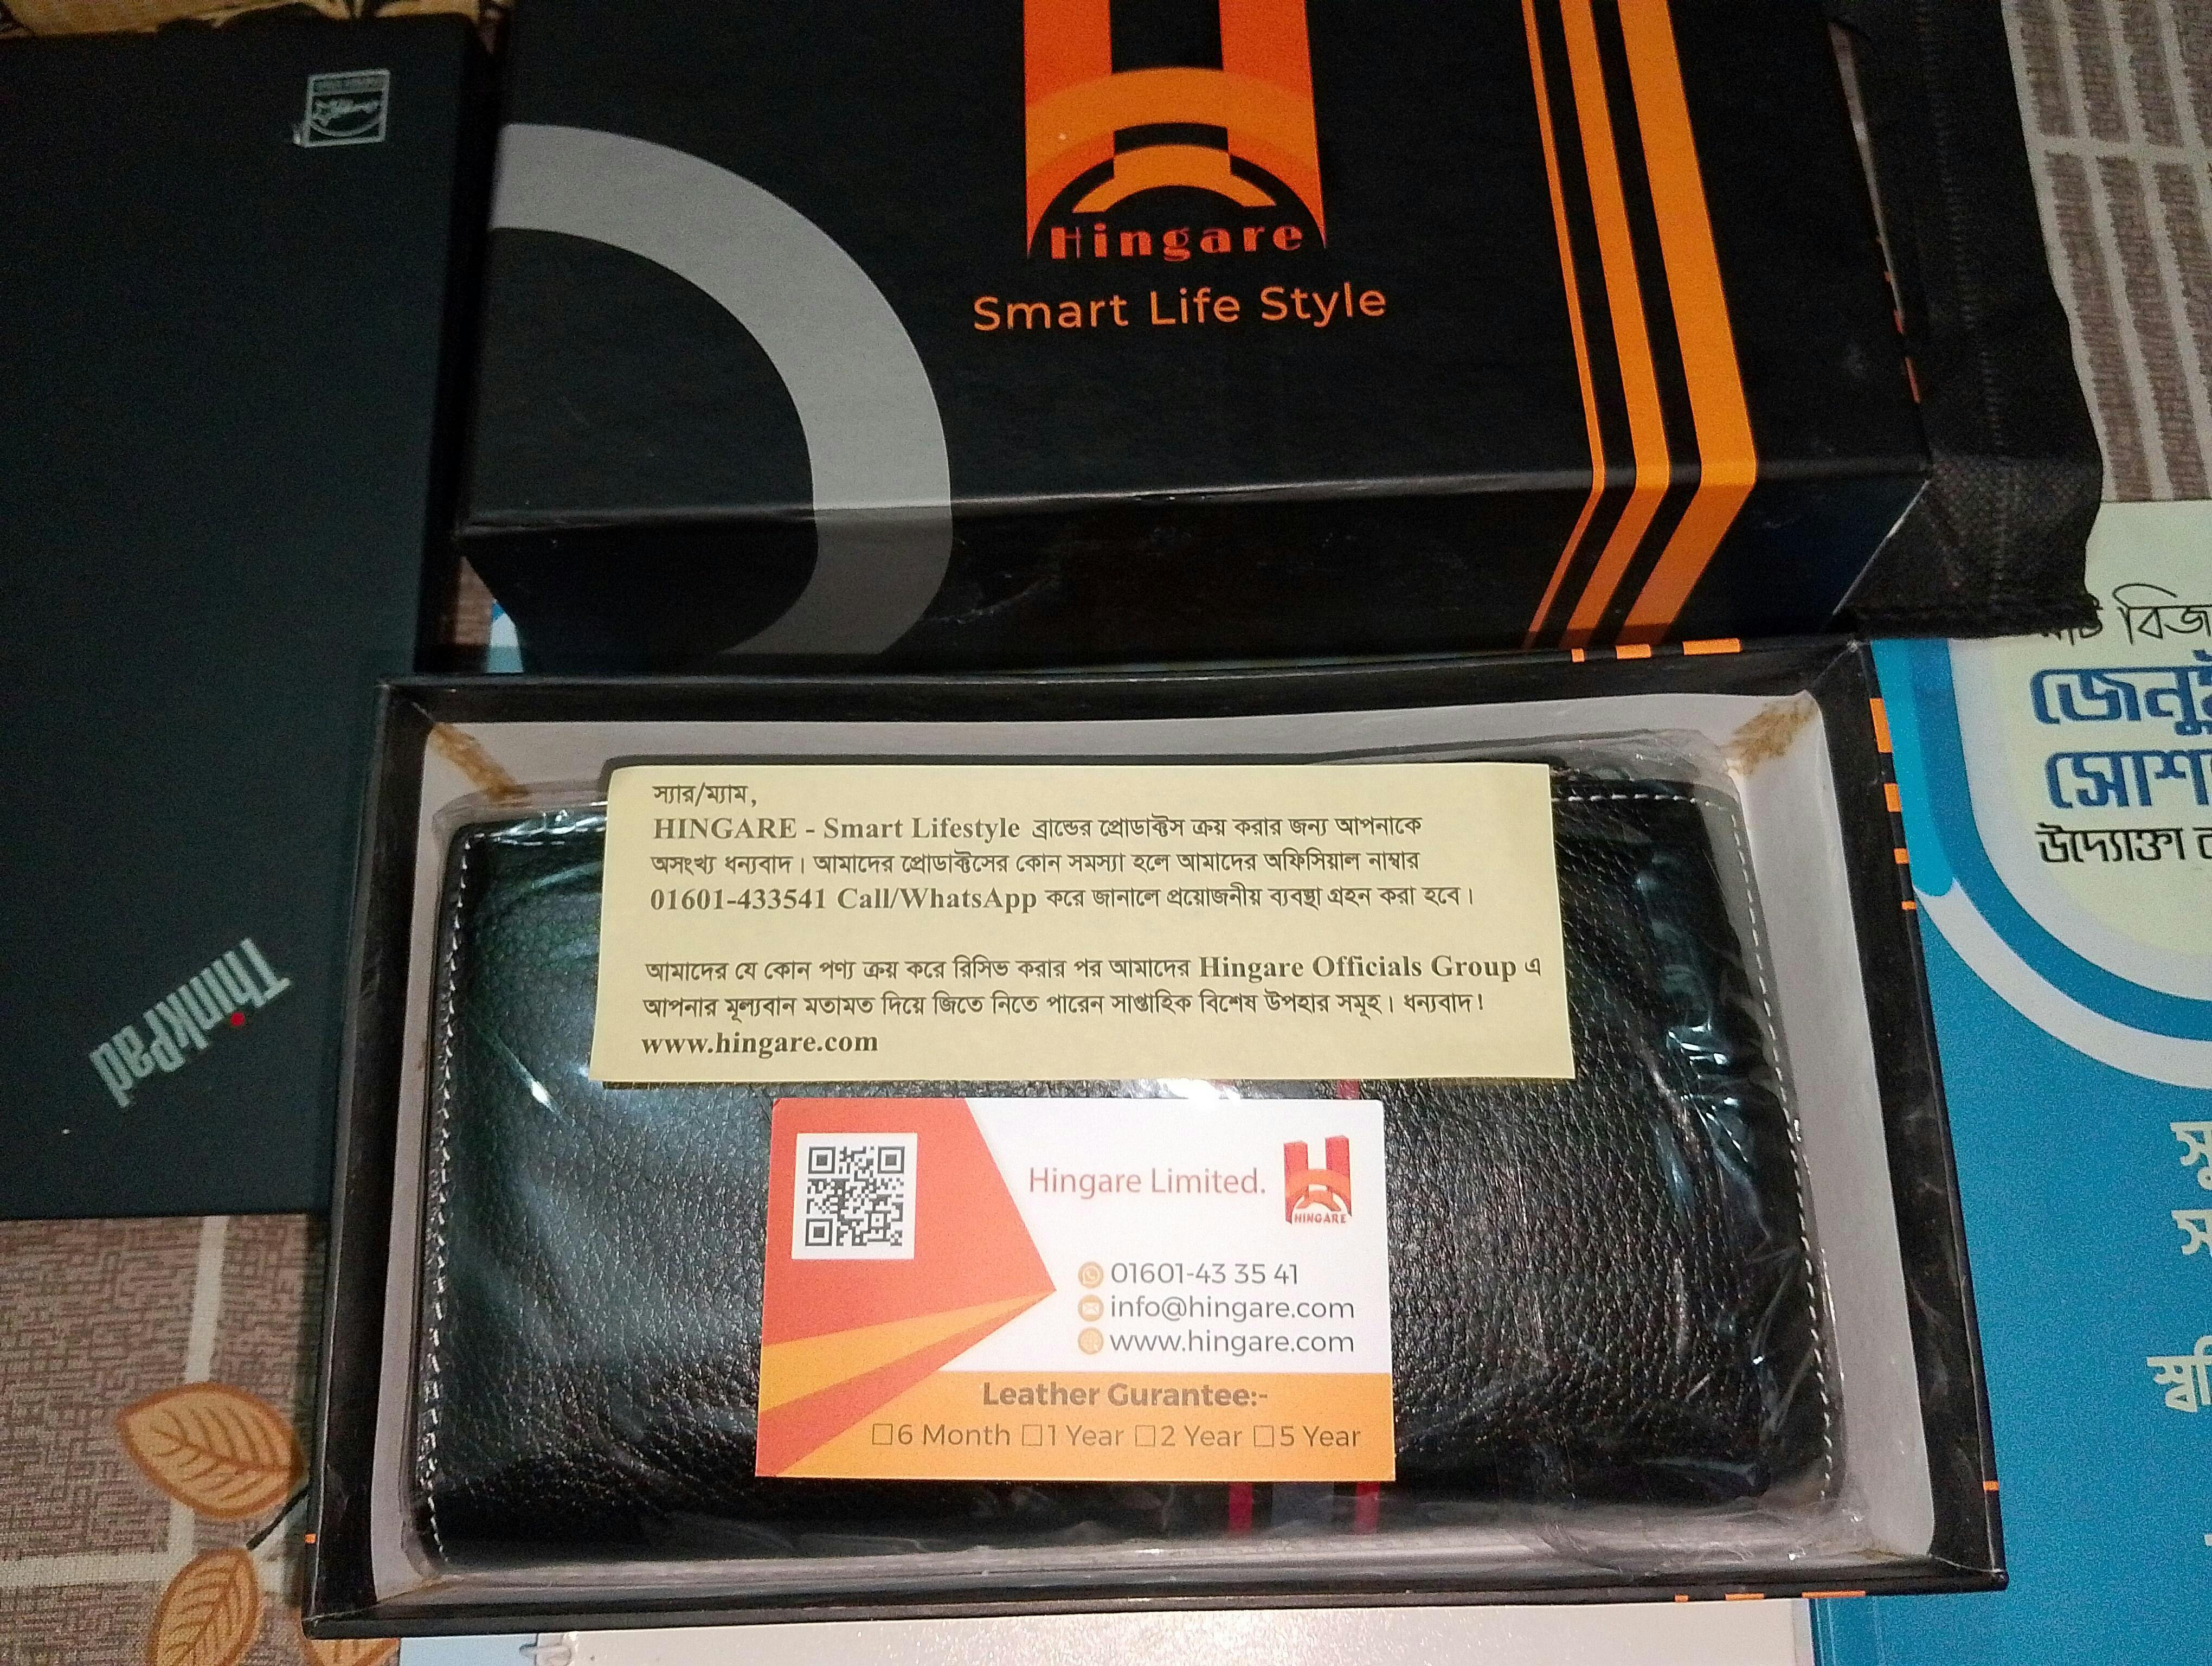 Hingare
Smart Life Style
ThinkPad
স্যার/ম্যাম,
HINGARE - Smart Lifestyle ব্রান্ডের প্রোডাক্টস ক্রয় করার জন্য আপনাকে
অসংখ্য ধন্যবাদ। আমাদের প্রোডাক্টসের কোন সমস্যা হলে আমাদের অফিসিয়াল নাম্বার
01601-433541 Call/WhatsApp করে জানালে প্রয়োজনীয় ব্যবস্থা গ্রহন করা হবে।
আমাদের যে কোন পণ্য ক্রয় করে রিসিভ করার পর আমাদের Hingare Officials Group এ
আপনার মূল্যবান মতামত দিয়ে জিতে নিতে পারেন সাপ্তাহিক বিশেষ উপহার সমূহ। ধন্যবাদ!
www.hingare.com
Hingare Limited.
HINGARE
01601-43 35 41
info@hingare.com
www.hingare.com
Leather Gurantee:-
6 Month 1 Year 2 Year 5 Year
উদ্যোক্তা